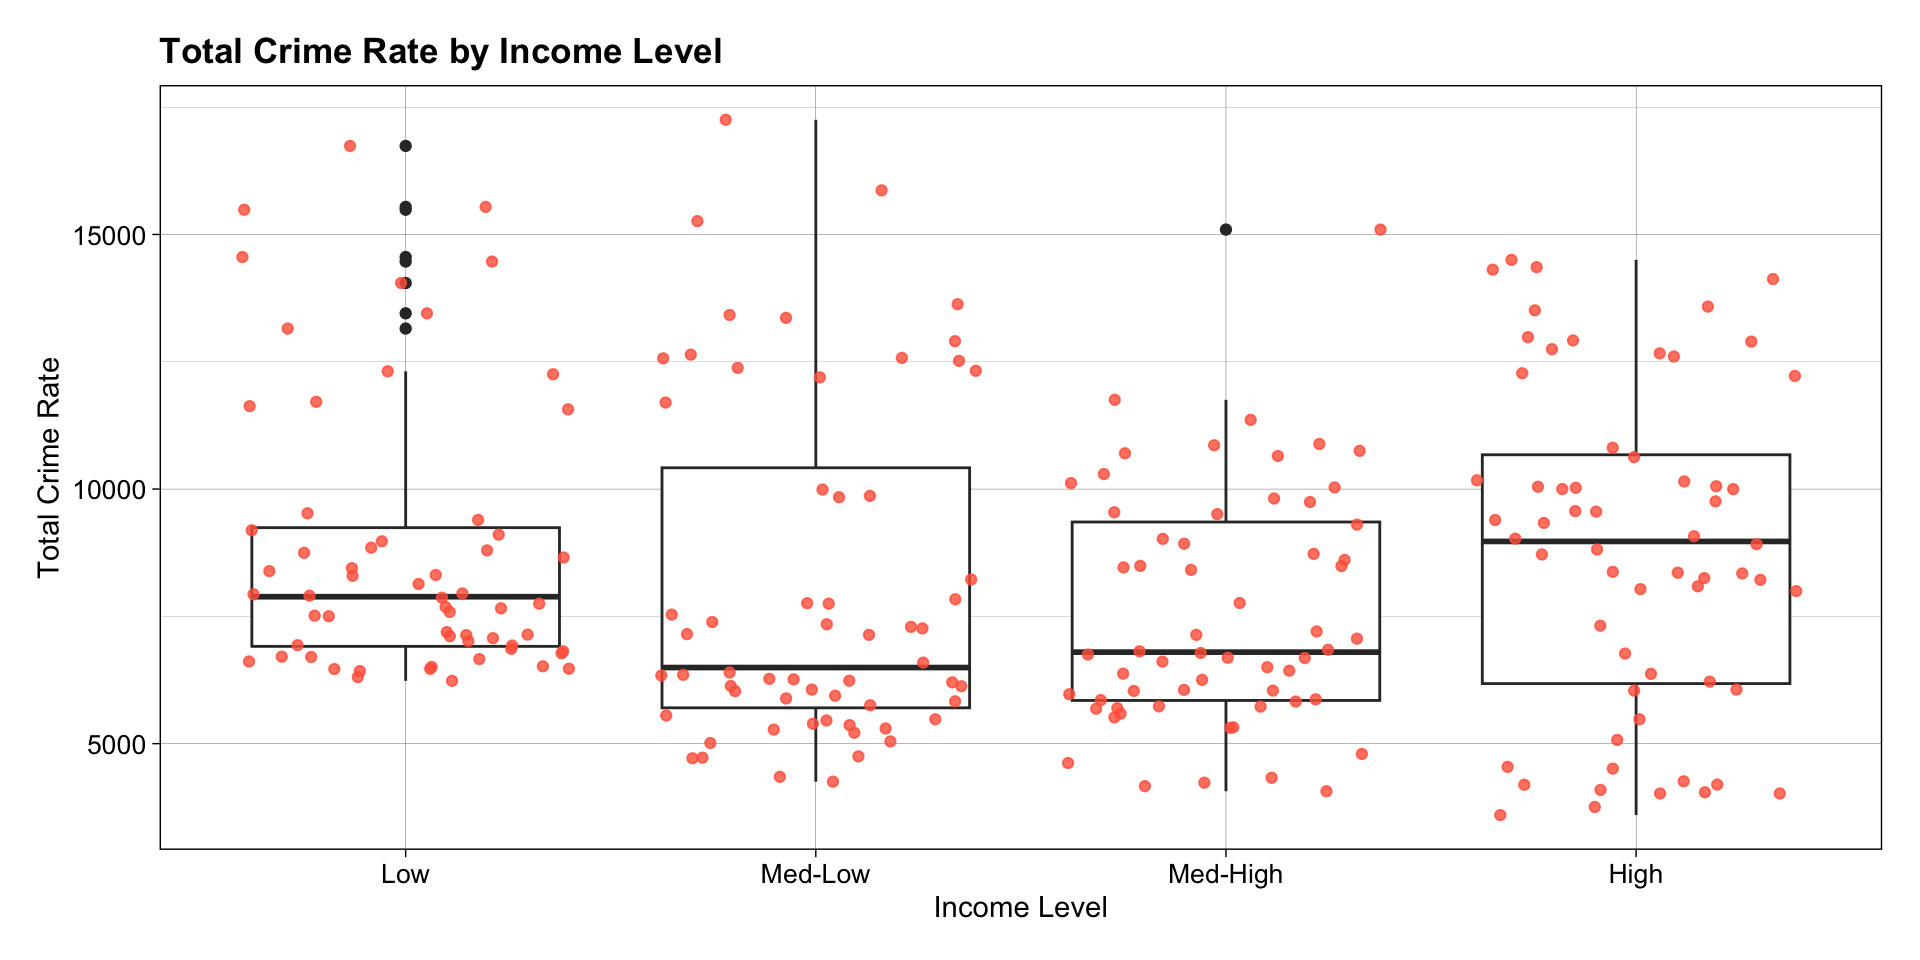 Total Crime Rate by Income Level
Total Crime Rate
15000
10000
5000
Low
Med-Low
Med-High
High
Income Level